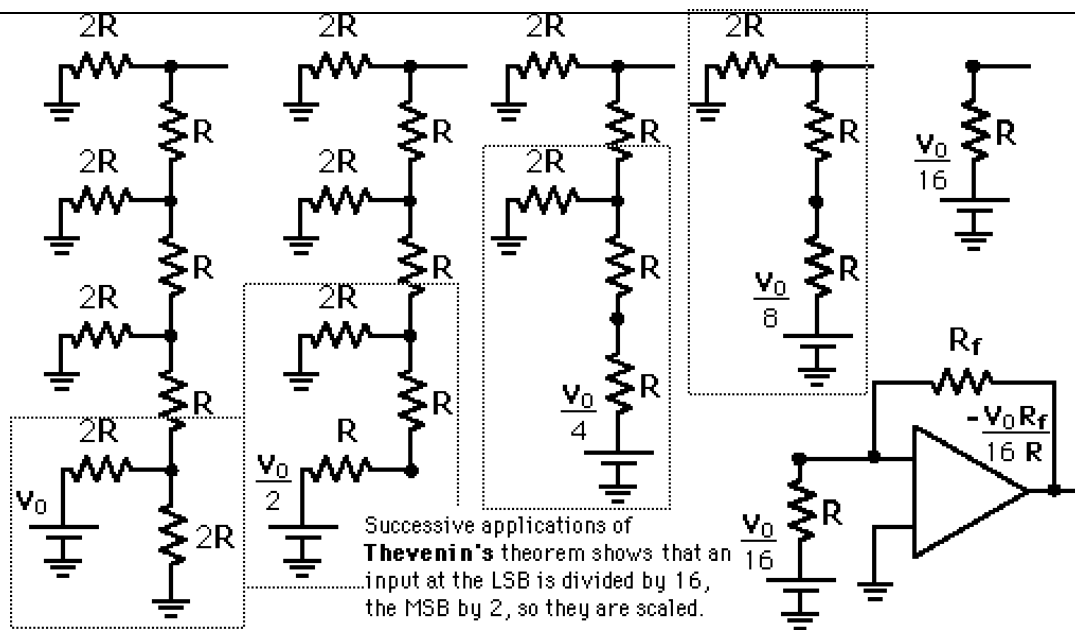 2R
2R
2R
2R
R
R
R
R
R
V₀
16
2R
2R
2R
R
R
R
R
2R
2R
R
R
V₀
8
2R
R
V₀
2
R
R
V₀
4
R
Rf
-V₀Rf
16 R
V₀
2R
V₀
16
R
Successive applications of
Thevenin's theorem shows that an
input at the LSB is divided by 16,
the MSB by 2, so they are scaled.